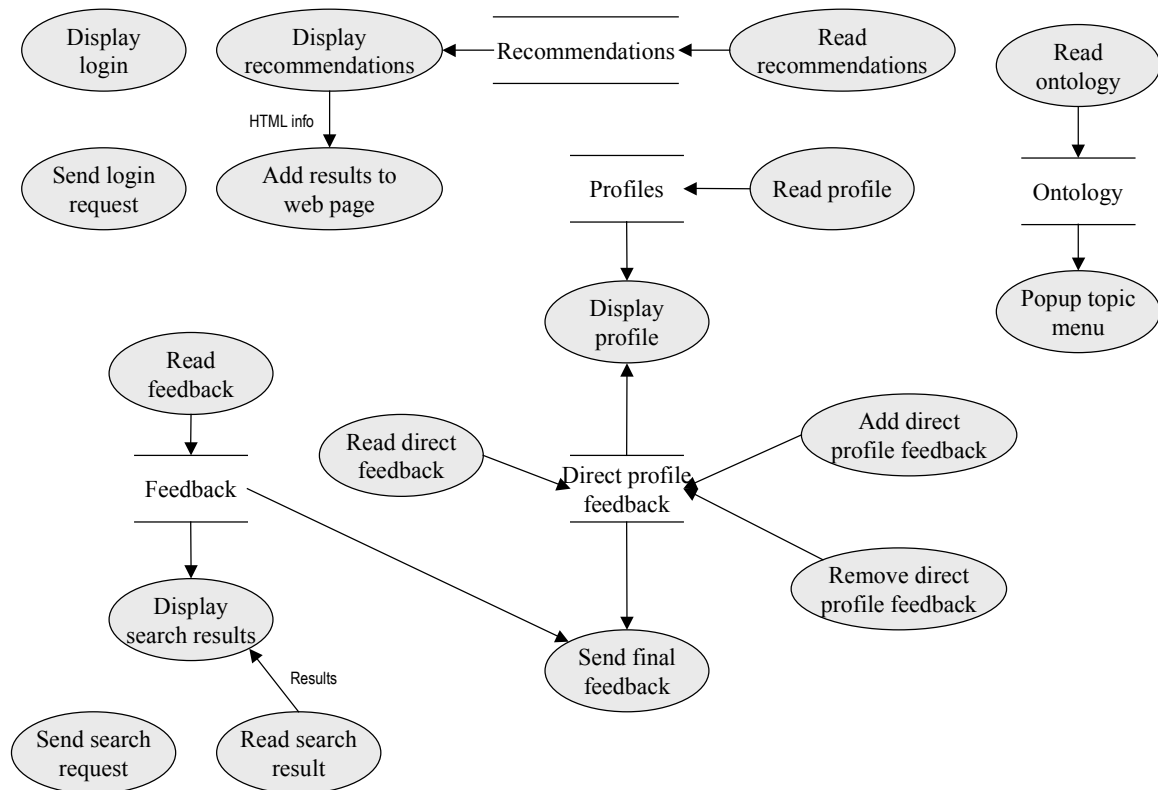 Display
login
Display
recommendations
Recommendations
Read
recommendations
Read
ontology
HTML info
Send login
request
Add results to
web page
Profiles
Read profile
Ontology
Display
profile
Popup topic
menu
Read
feedback
Read direct
feedback
Add direct
profile feedback
Feedback
Direct profile
feedback
Remove direct
profile feedback
Display
search results
Send final
feedback
Results
Send search
request
Read search
result